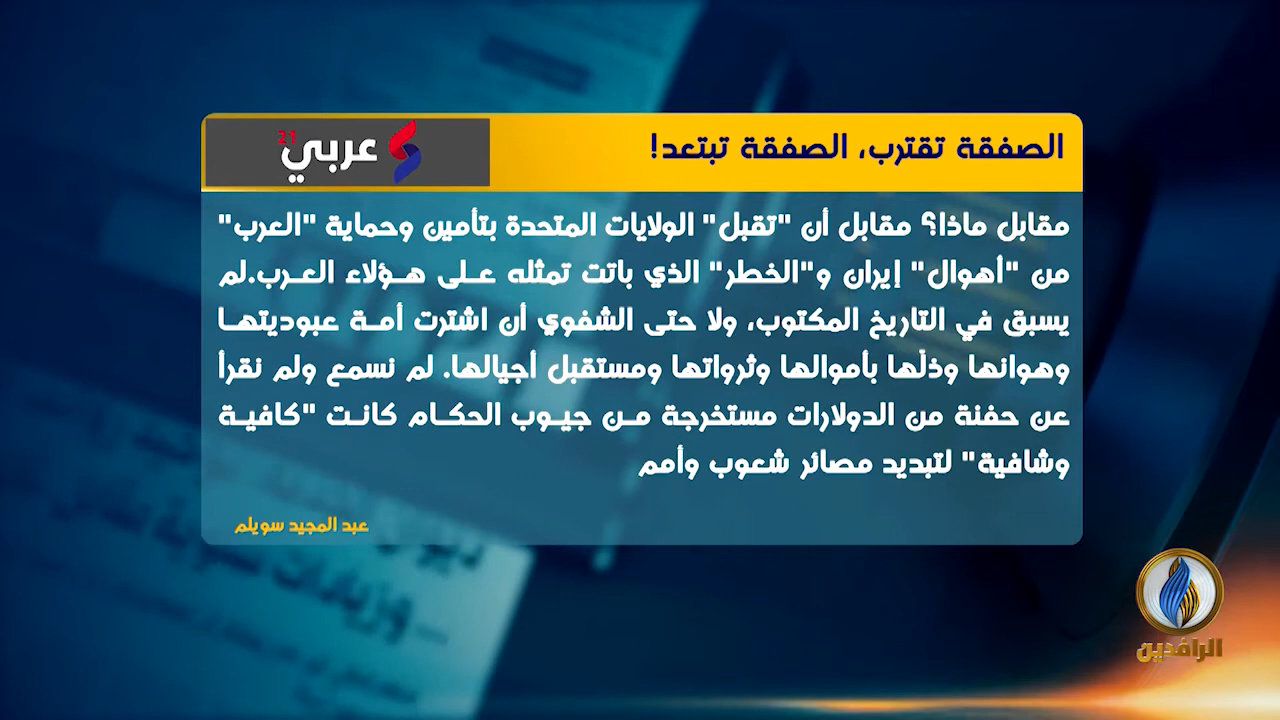 الصفقة تقترب، الصفقة تبتعد!
عربي 21
مقابل ماذا؟ مقابل أن "تقبل" الولايات المتحدة بتأمين وحماية "العرب"
من "أهوال" إيران و"الخطر" الذي باتت تمثله على هؤلاء العرب.لم
يسبق في التاريخ المكتوب، ولا حتى الشفوي أن اشترت أمة عبوديتها
وهوانها وذلّها بأموالها وثرواتها ومستقبل أجيالها. لم نسمع ولم نقرأ
عن حفنة من الدولارات مستخرجة من جيوب الحكام كانت "كافية
وشافية" لتبديد مصائر شعوب وأمم
عبد المجيد سويلم
وزيادات
الرافدين